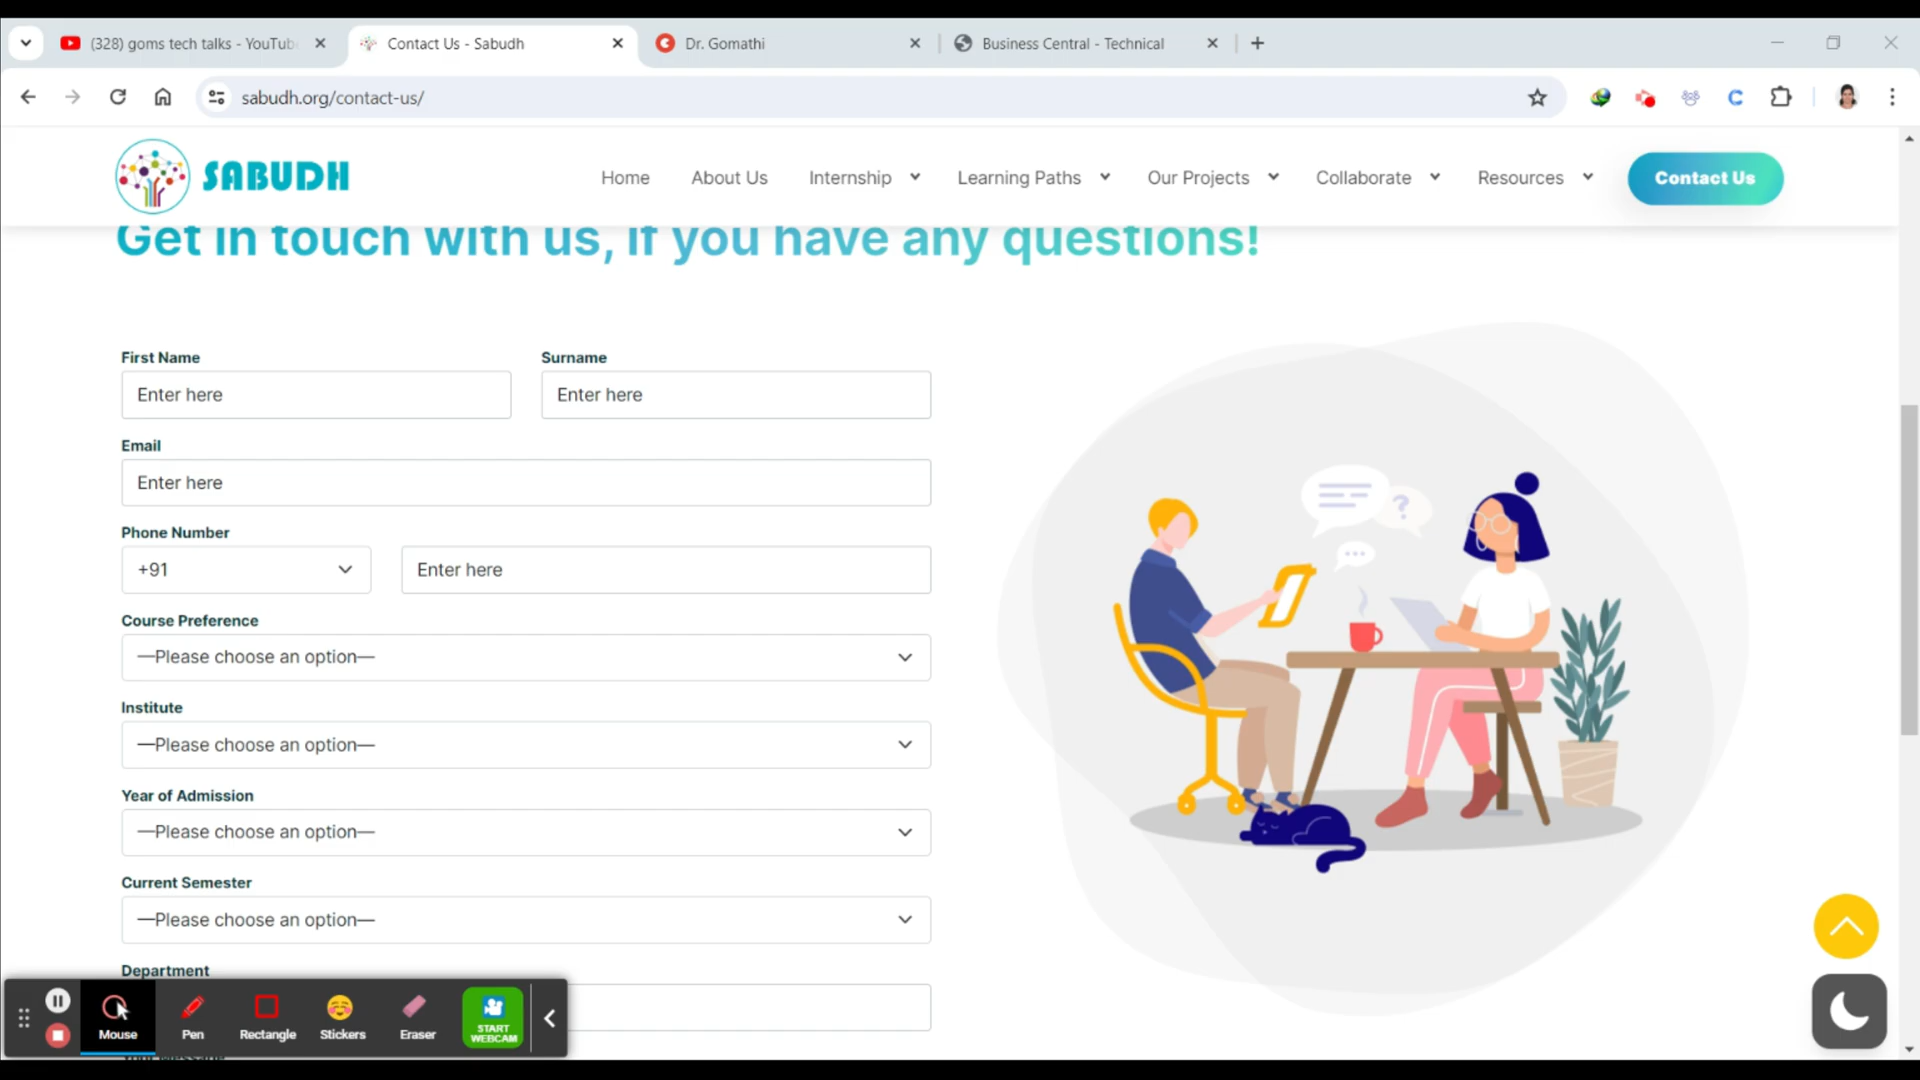 (328) goms tech talks - YouTub
Contact Us - Sabudh
Dr. Gomathi
Business Central - Technical
sabudh.org/contact-us/
SABUDH
Home
About Us
Internship
Learning Paths
Our Projects
Collaborate
Resources
Contact Us
Get in touch with us, if you have any questions!
First Name
Surname
Enter here
Enter here
Email
Enter here
Phone Number
+91
Enter here
Course Preference
—Please choose an option—
Institute
—Please choose an option—
Year of Admission
—Please choose an option—
Current Semester
—Please choose an option—
Department
Mouse
Pen
Rectangle
Stickers
Eraser
START
WEBCAM
Your Message